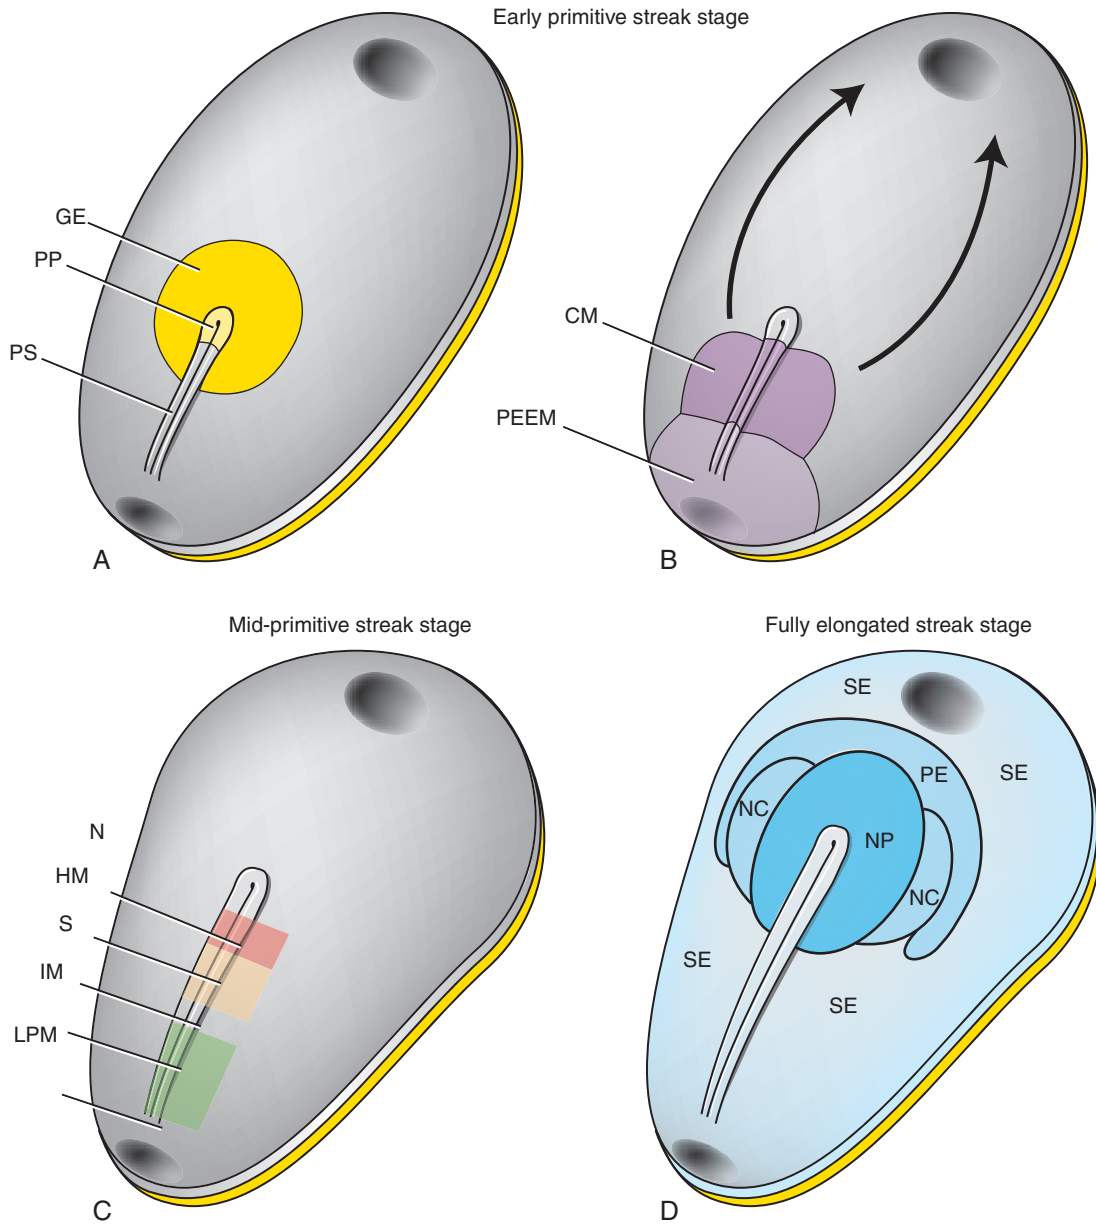 Early primitive streak stage
GE
PP
PS
A
CM
PEEM
B
Mid-primitive streak stage
N
HM
S
IM
LPM
C
Fully elongated streak stage
SE
SE
PE
NC
NP
NC
SE
SE
D